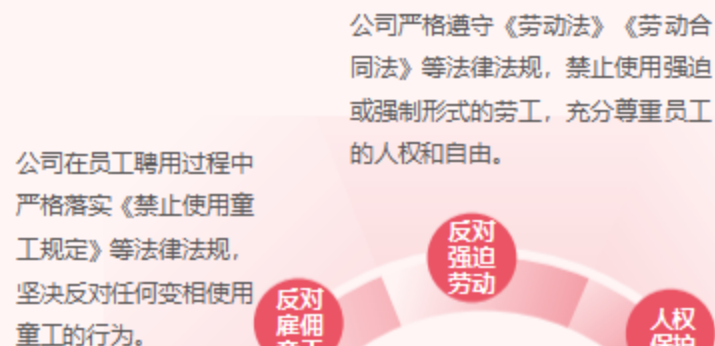 公司严格遵守《劳动法》《劳动合
同法》等法律法规，禁止使用强迫
或强制形式的劳工，充分尊重员工
的人权和自由。
公司在员工聘用过程中
严格落实《禁止使用童
工规定》等法律法规，
坚决反对任何变相使用
童工的行为。
反对
强迫
劳动
反对
雇佣
童工
人权
保护